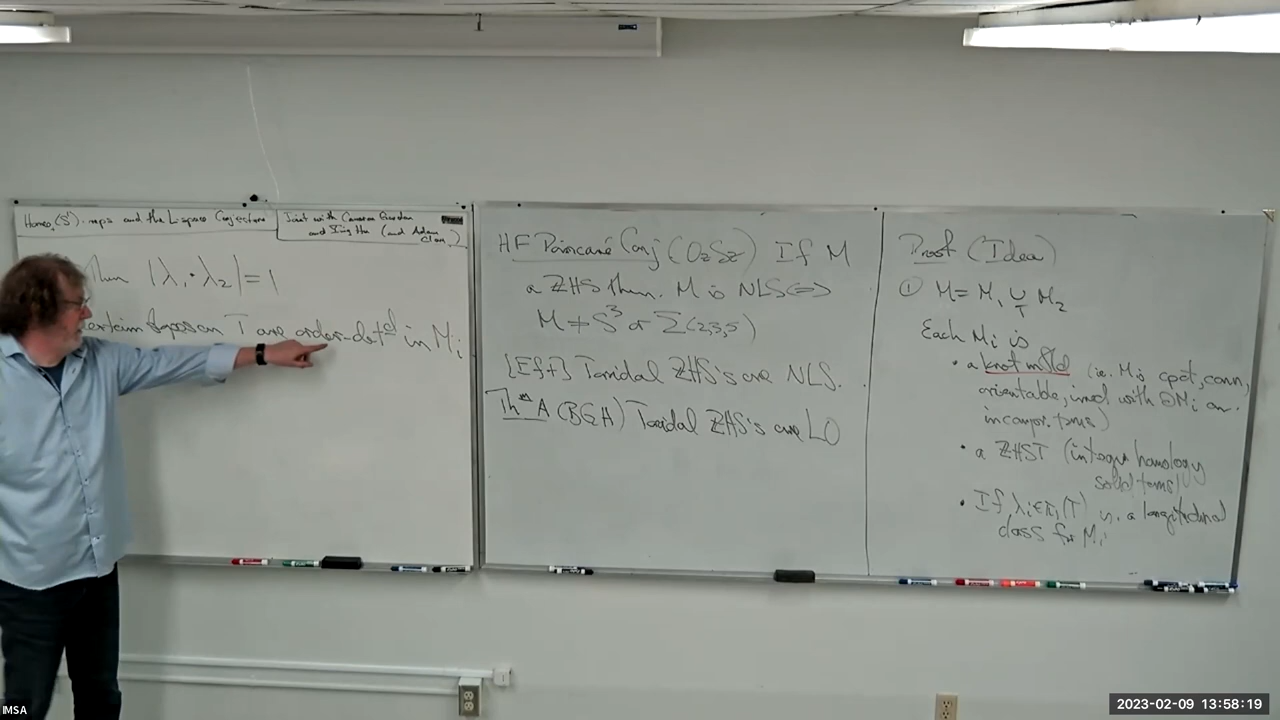 Homeo₊(S¹)-reps and the L-space Conjecture
Joint with Cameron Gordon
and Ying Hu (and Adam
Clay)
Then |λ₁·λ₂|=1
on T are order-detᵈ in Mᵢ
HF Poincaré Conj (OzSz) If M
a ZHS then M is NLS ⇔
M ≠ S³ or Σ(2,3,5)
[Eft] Toroidal ZHS's are NLS.
Thᵐ A (BGH) Toroidal ZHS's are LO
Proof (Idea)
① M = M₁ ∪_T M₂
Each Mᵢ is
• a knot mfld (i.e. Mᵢ is cpct, conn,
orientable, irred with ∂Mᵢ an
incompr. torus)
• a ZHST (integer homology
solid torus)
• If λᵢ∈π₁(T) is a longitudinal
class for Mᵢ
IMSA
2023-02-09 13:58:19